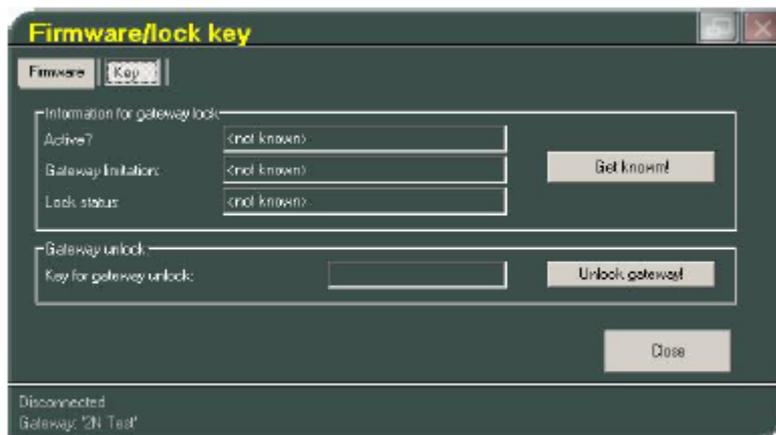 Firmware/lock key
Firmware Key
Information for gateway lock
Active? <not known>
Gateway limitation: <not known> Get known!
Lock status: <not known>
Gateway unlock
Key for gateway unlock: Unlock gateway!
Close
Disconnected
Gateway: '2N Test'